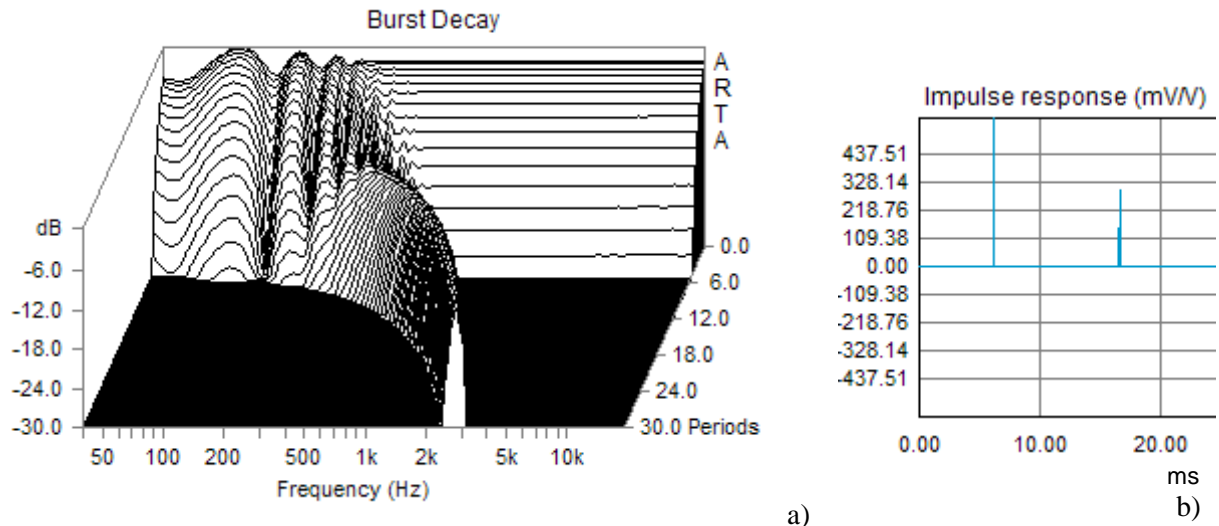 Burst Decay
A
R
T
A
dB
-6.0
-12.0
-18.0
-24.0
-30.0
0.0
6.0
12.0
18.0
24.0
30.0 Periods
50 100 200 500 1k 2k 5k 10k
Frequency (Hz)
a)
Impulse response (mV/V)
437.51
328.14
218.76
109.38
0.00
-109.38
-218.76
-328.14
-437.51
0.00 10.00 20.00
ms
b)